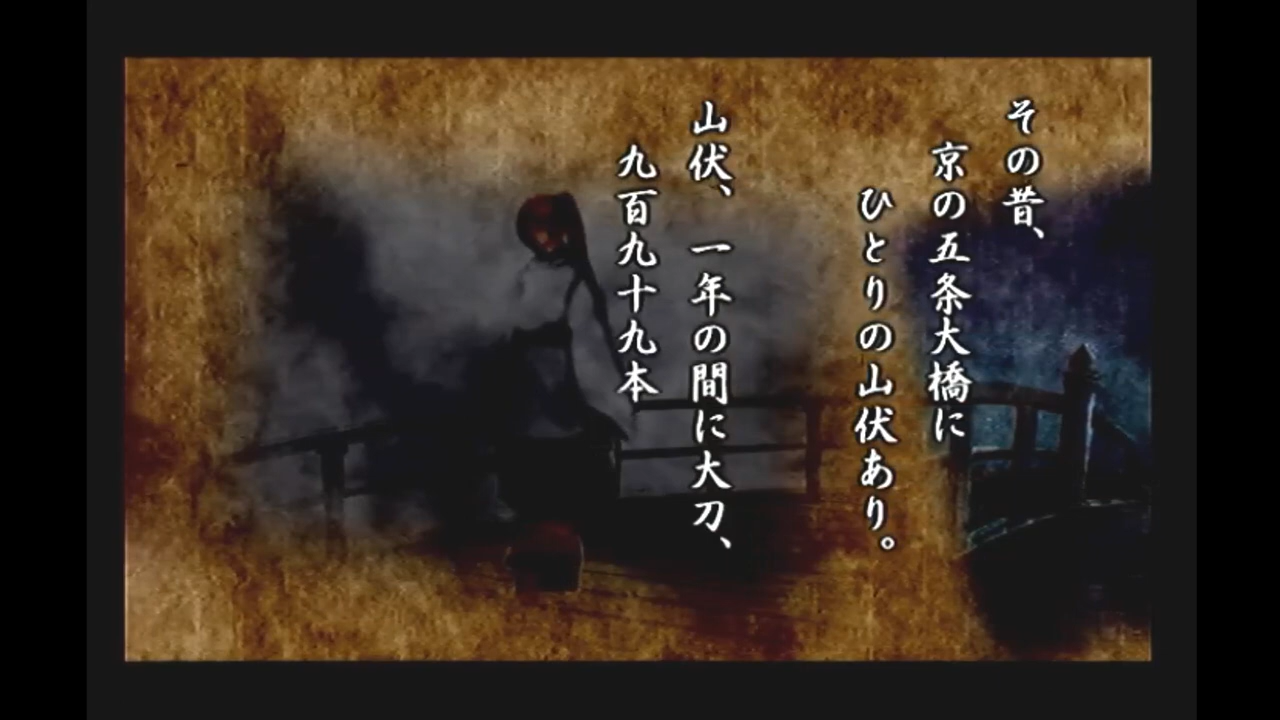 その昔、
京の五条大橋に
ひとりの山伏あり。
山伏、一年の間に大刀、
九百九十九本